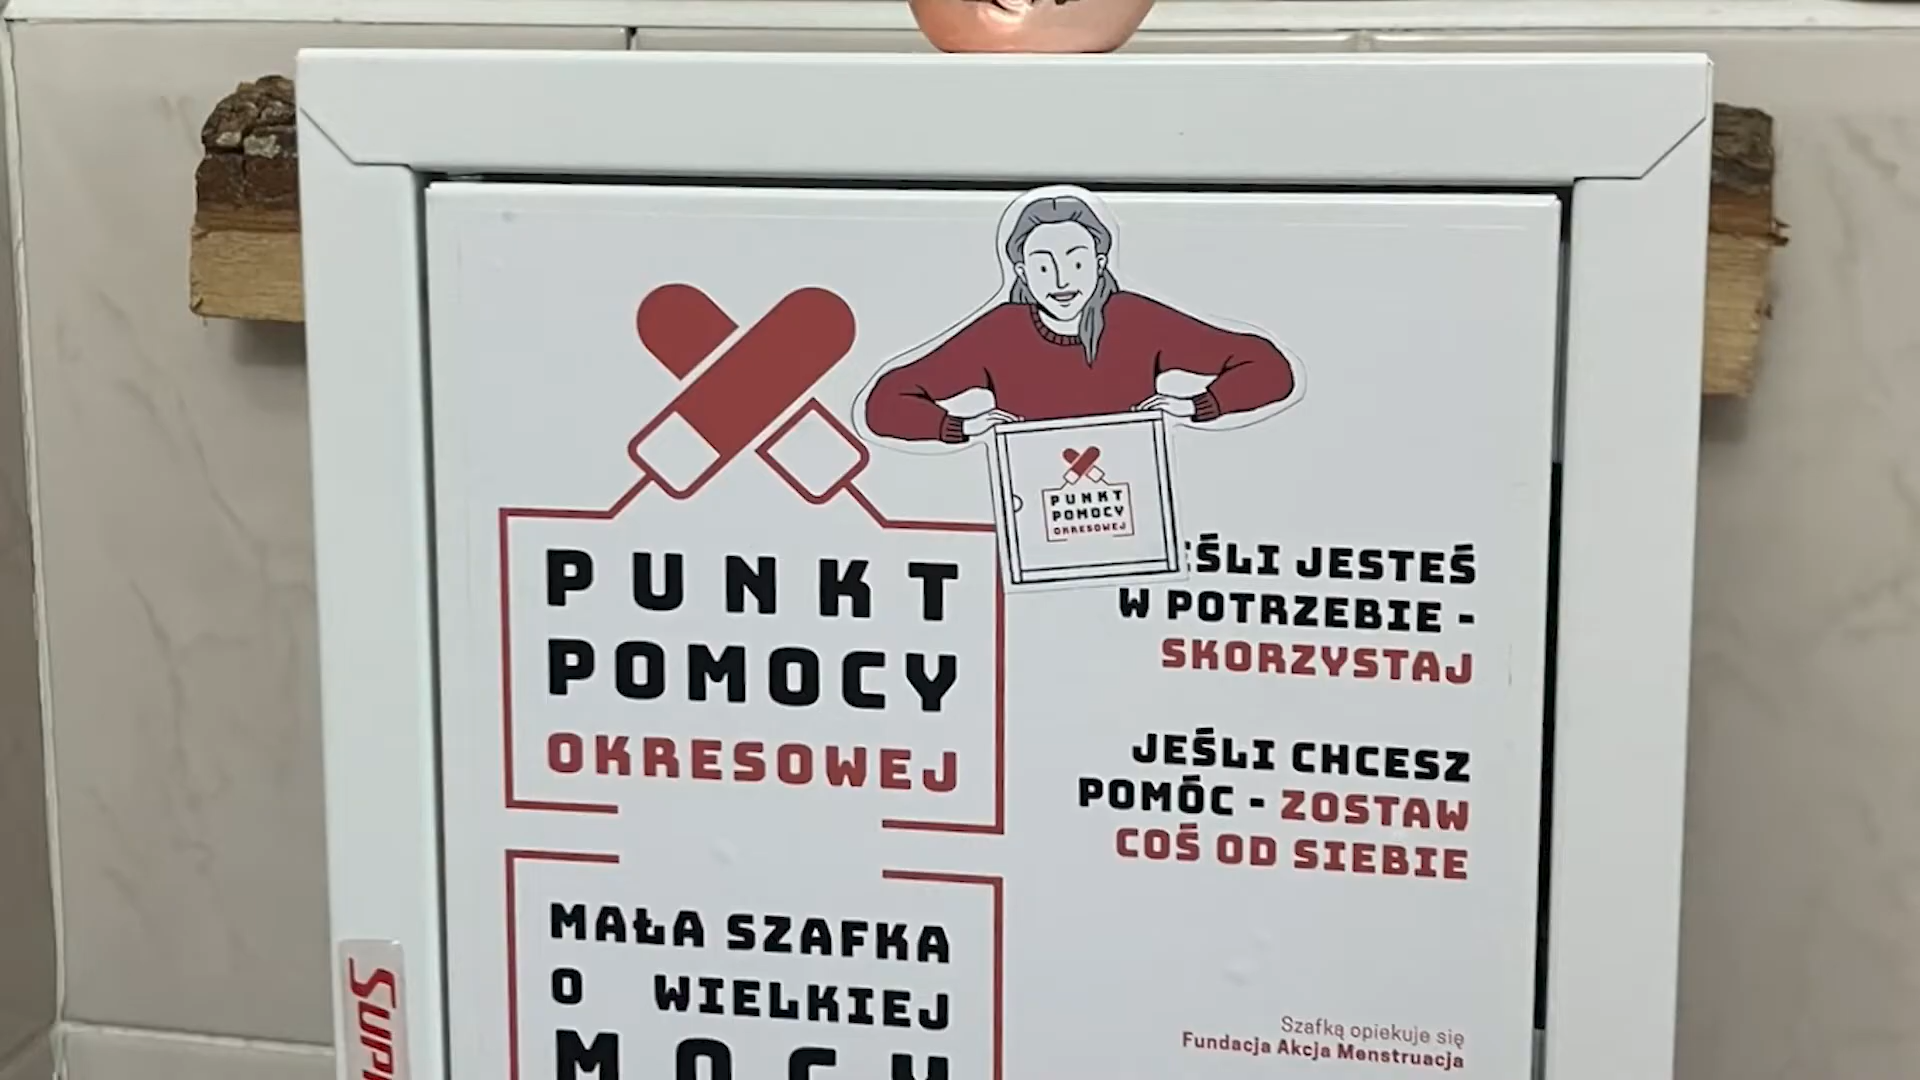 PUNKT
POMOCY
OKRESOWEJ
PUNKT
POMOCY
OKRESOWEJ
JESTEŚ
W POTRZEBIE -
SKORZYSTAJ
JEŚLI CHCESZ
POMÓC - ZOSTAW
COŚ OD SIEBIE
MAŁA SZAFKA
O WIELKIEJ
MOCY
Szafką opiekuje się
Fundacja Akcja Menstruacja